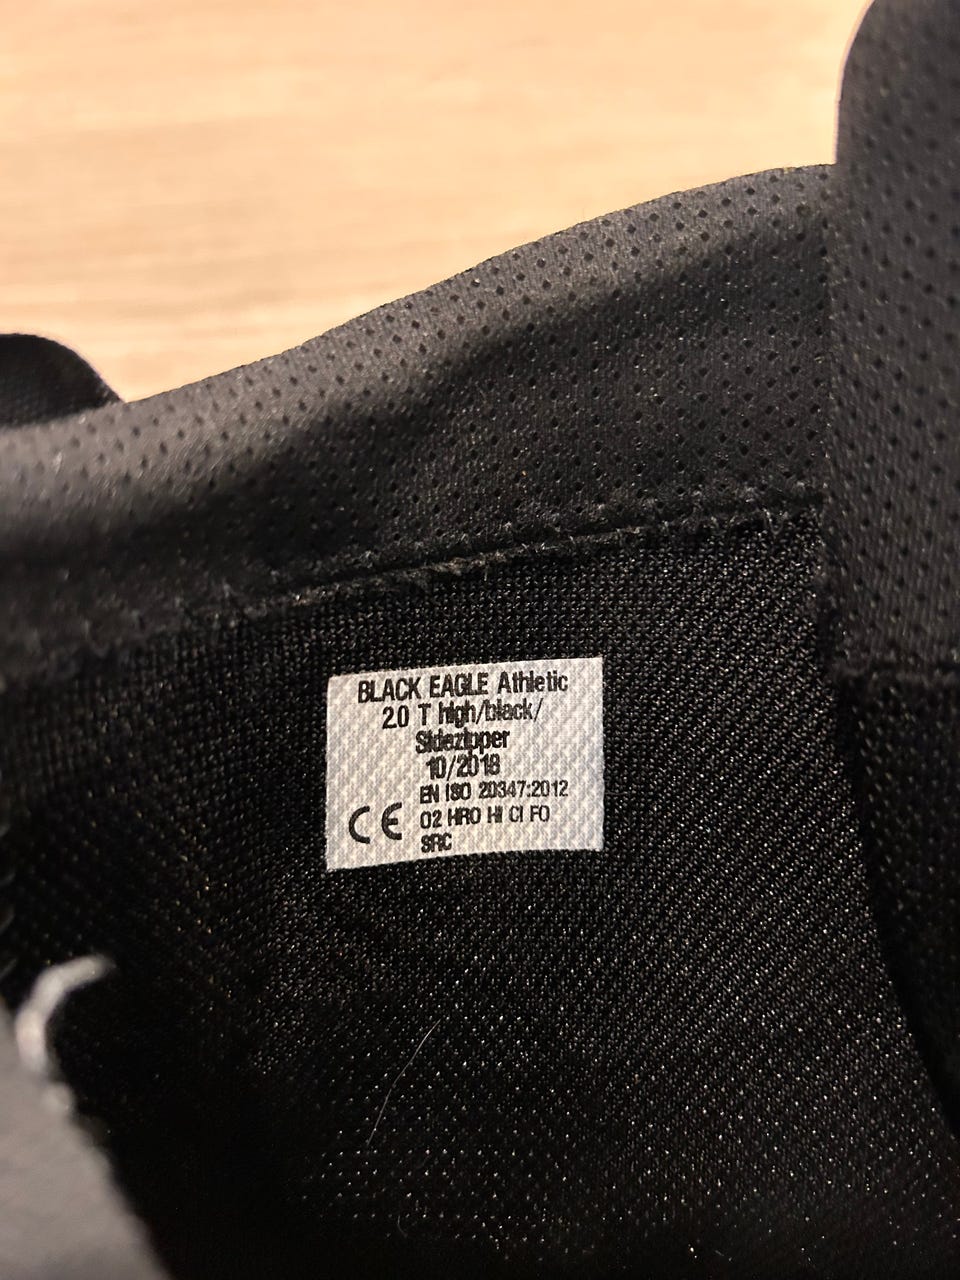 BLACK EAGLE Athletic
2.0 T high/black/
Sidezipper
10/2018
EN ISO 20347:2012
CE O2 HRO HI CI FO
SRC